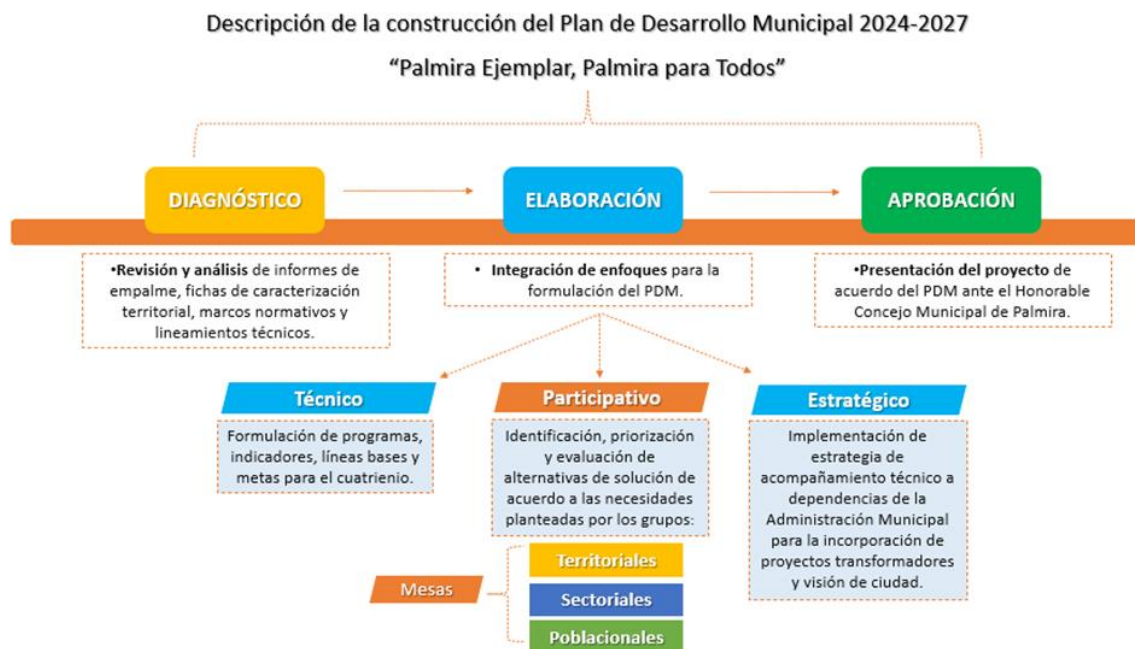 Descripción de la construcción del Plan de Desarrollo Municipal 2024-2027
“Palmira Ejemplar, Palmira para Todos”
DIAGNÓSTICO
ELABORACIÓN
APROBACIÓN
•Revisión y análisis de informes de
empalme, fichas de caracterización
territorial, marcos normativos y
lineamientos técnicos.
• Integración de enfoques para la
formulación del PDM.
•Presentación del proyecto de
acuerdo del PDM ante el Honorable
Concejo Municipal de Palmira.
Técnico
Formulación de programas,
indicadores, líneas bases y
metas para el cuatrienio.
Participativo
Identificación, priorización
y evaluación de
alternativas de solución de
acuerdo a las necesidades
planteadas por los grupos:
Estratégico
Implementación de
estrategia de
acompañamiento técnico a
dependencias de la
Administración Municipal
para la incorporación de
proyectos transformadores
y visión de ciudad.
Mesas
Territoriales
Sectoriales
Poblacionales